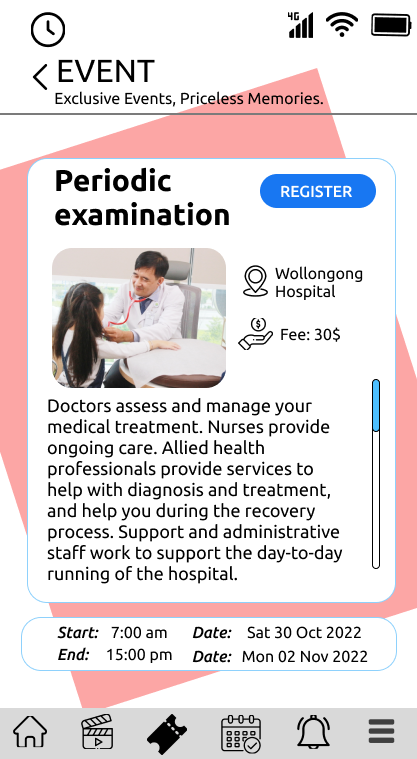 4G
EVENT
Exclusive Events, Priceless Memories.
Periodic
examination
REGISTER
Wollongong
Hospital
$
Fee: 30$
Doctors assess and manage your
medical treatment. Nurses provide
ongoing care. Allied health
professionals provide services to
help with diagnosis and treatment,
and help you during the recovery
process. Support and administrative
staff work to support the day-to-day
running of the hospital.
Start: 7:00 am Date: Sat 30 Oct 2022
End: 15:00 pm Date: Mon 02 Nov 2022